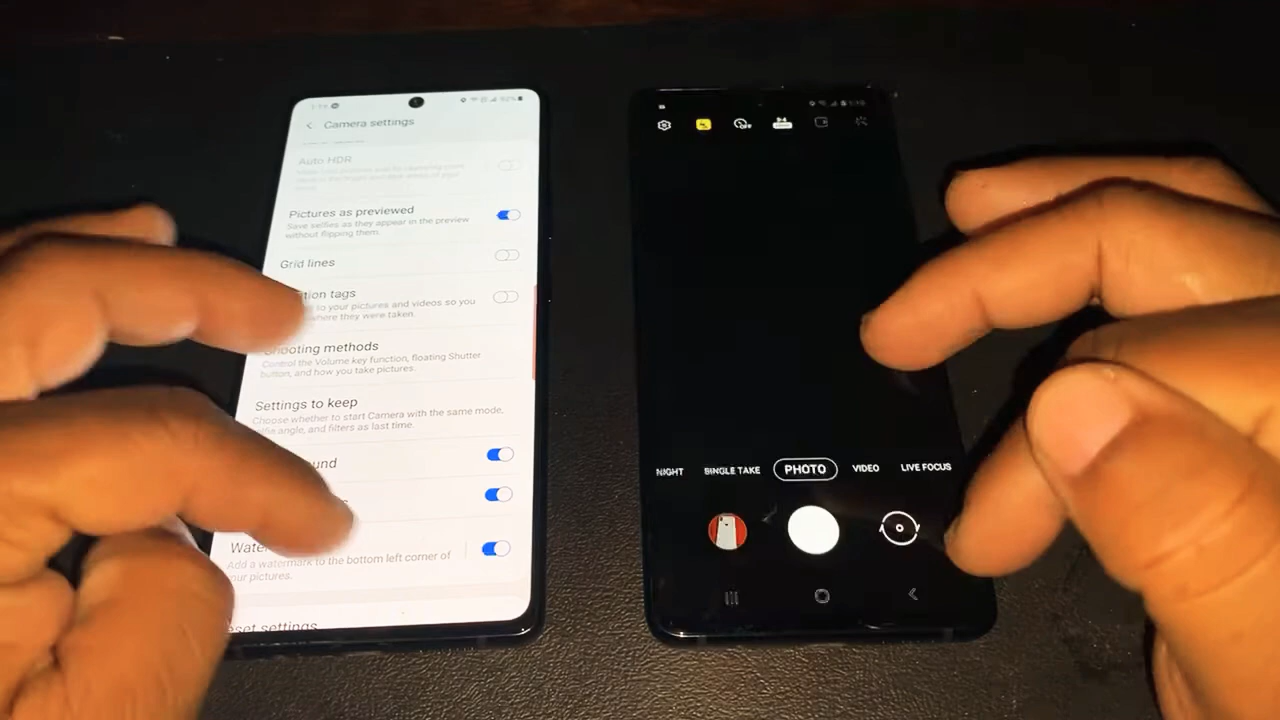 Camera settings
Auto HDR
Pictures as previewed
Save selfies as they appear in the preview
without flipping them.
Grid lines
tion tags
to your pictures and videos so you
where they were taken.
Shooting methods
Control the Volume key function, floating Shutter
button, and how you take pictures.
Settings to keep
Choose whether to start Camera with the same mode,
angle, and filters as last time.
und
Water
Add a watermark to the bottom left corner of
your pictures.
eset settings
OFF
NIGHT
SINGLE TAKE
PHOTO
VIDEO
LIVE FOCUS